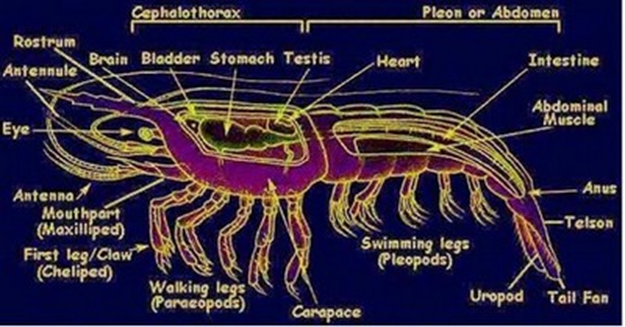 Cephalothorax
Pleon or Abdomen
Rostrum
Antennule
Brain
Bladder
Stomach
Testis
Heart
Intestine
Abdominal
Muscle
Eye
Antenna
Mouthpart
(Maxilliped)
First leg/Claw
(Cheliped)
Walking legs
(Paraeopods)
Carapace
Swimming legs
(Pleopods)
Anus
Telson
Uropod
Tail Fan